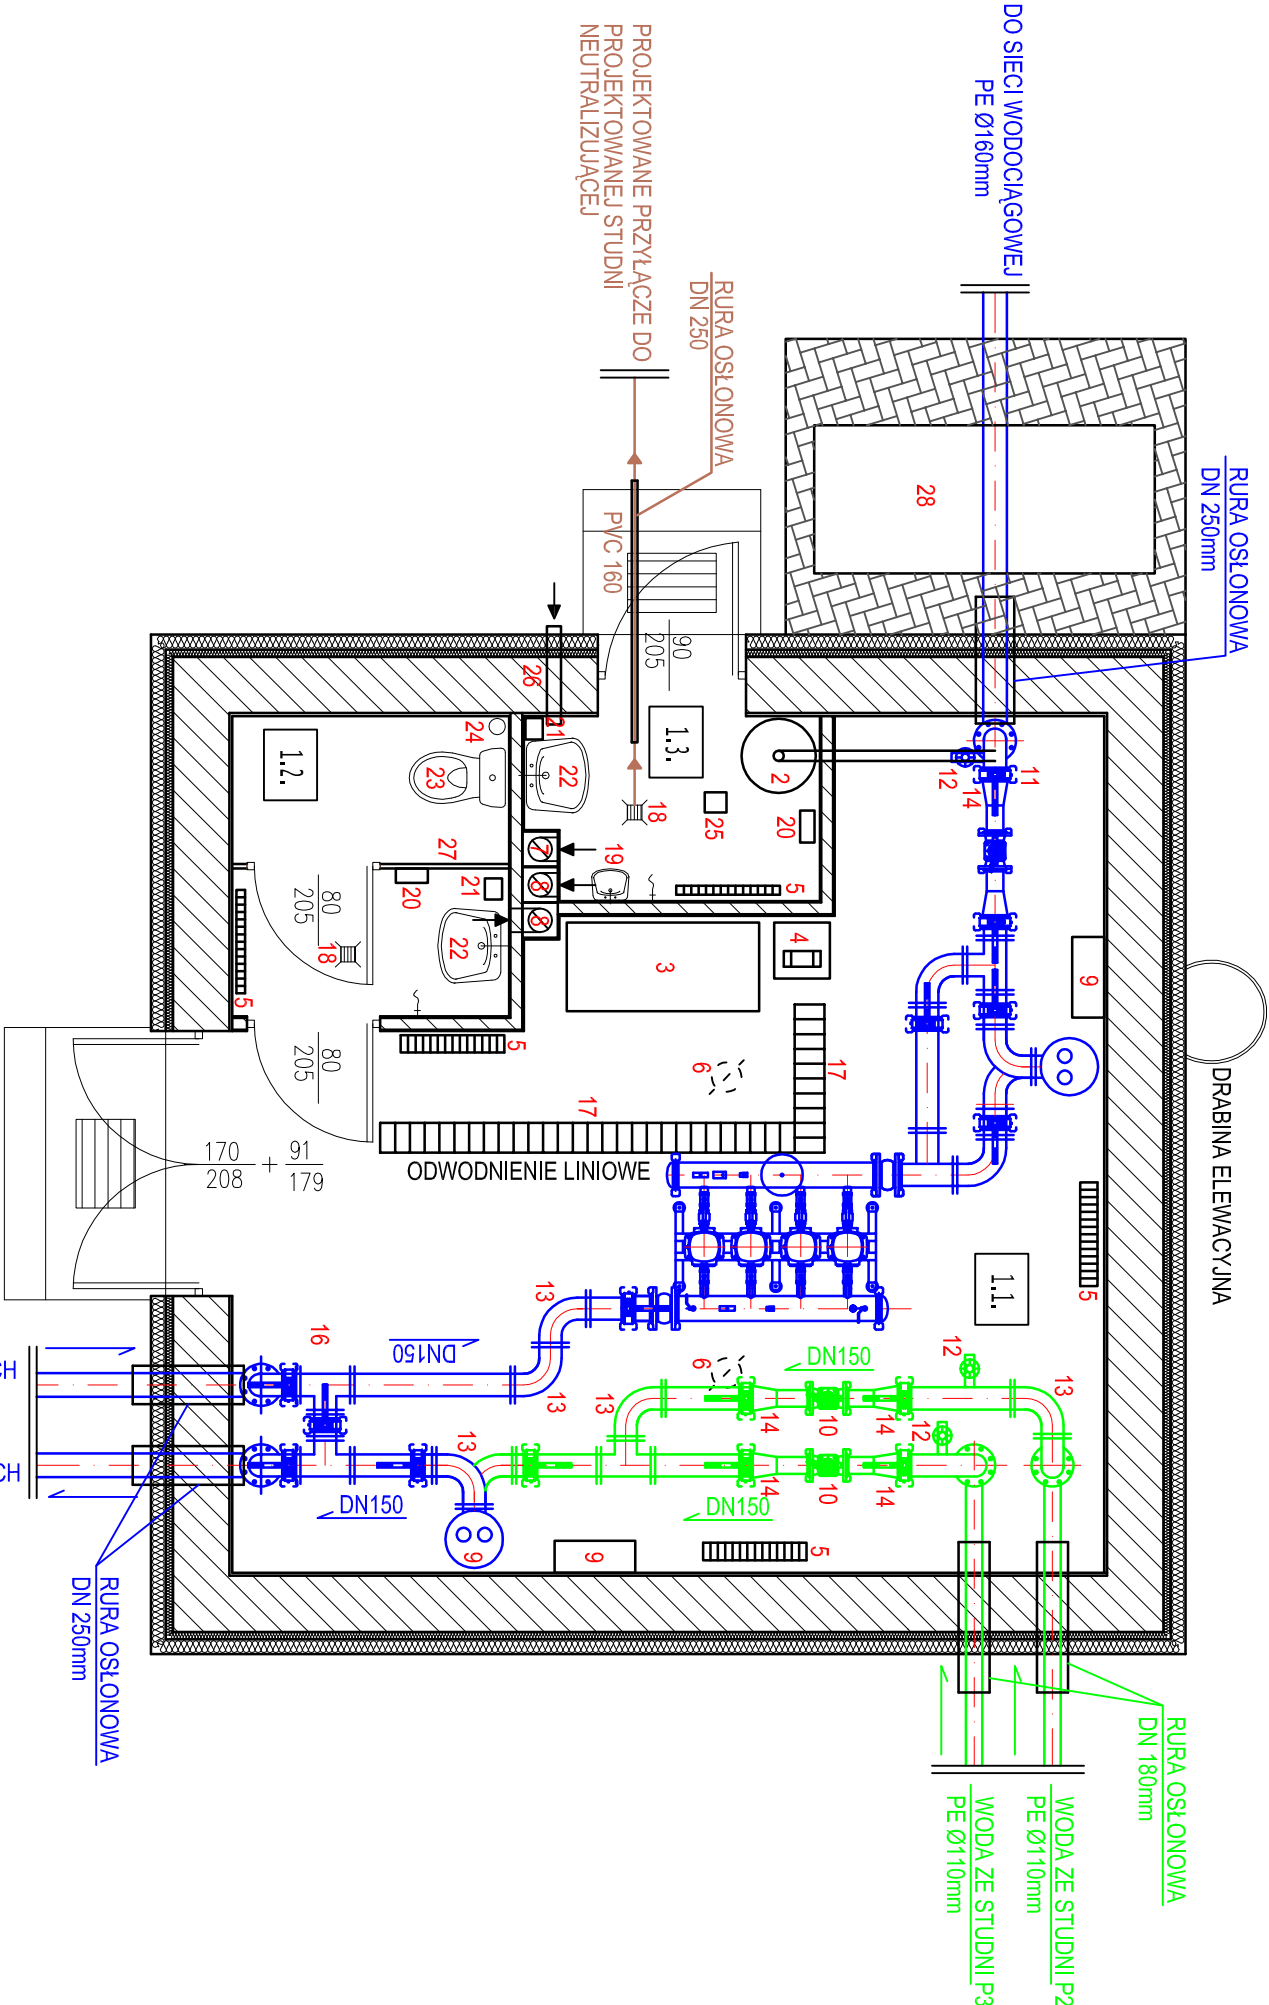 DO SIECI WODOCIĄGOWEJ
PE Ø160mm
PROJEKTOWANE PRZYŁĄCZE DO
PROJEKTOWANEJ STUDNI
NEUTRALIZUJĄCEJ
RURA OSŁONOWA
DN 250
PVC 160
RURA OSŁONOWA
DN 250mm
28
90
205
26
21
22
24
23
1.2.
1.3.
2
18
25
20
12
14
11
27
7
8
8
19
5
80
205
18
20
21
22
5
3
4
9
DRABINA ELEWACYJNA
5
80
205
6
17
17
170
208
+
91
179
ODWODNIENIE LINIOWE
1.1.
5
13
16
DN150
13
6
DN150
12
13
13
14
10
14
12
13
14
10
14
DN150
DN150
9
9
5
CH
CH
RURA OSŁONOWA
DN 250mm
RURA OSŁONOWA
DN 180mm
WODA ZE STUDNI P2
PE Ø110mm
WODA ZE STUDNI P3
PE Ø110mm